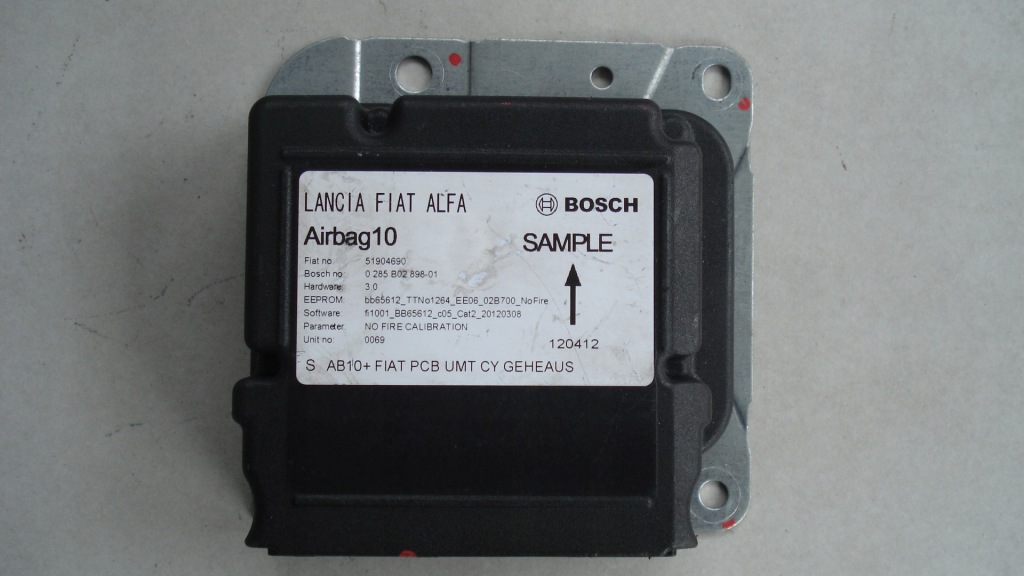 LANCIA FIAT ALFA
BOSCH
Airbag10
SAMPLE
Fiat no: 51904690
Bosch no: 0 285 B02 898-01
Hardware: 3.0
EEPROM: bb65612_TTNo1264_EE06_02B700_NoFire
Software: fi1001_BB65612_c05_Cat2_20120308
Parameter: NO FIRE CALIBRATION
Unit no: 0069
120412
S AB10+ FIAT PCB UMT CY GEHEAUS